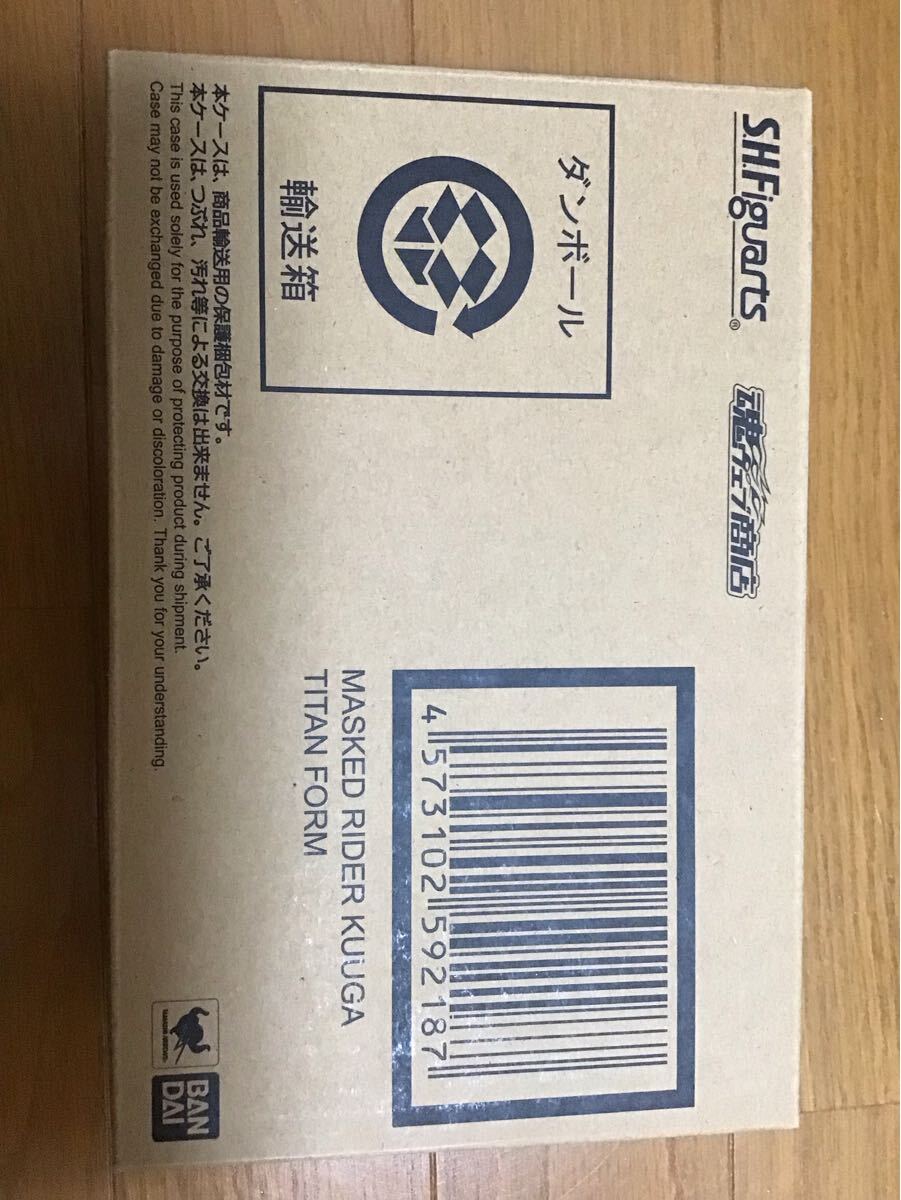 S.H.Figuarts®
魂ウェブ商店
ダンボール
輸送箱
4 573102 592187
MASKED RIDER KUUGA
TITAN FORM
本ケースは、商品輸送用の保護梱包材です。
本ケースは、つぶれ、汚れ等による交換は出来ません。ご了承ください。
This case is used solely for the purpose of protecting product during shipment.
Case may not be exchanged due to damage or discoloration. Thank you for your understanding.
BAN
DAI